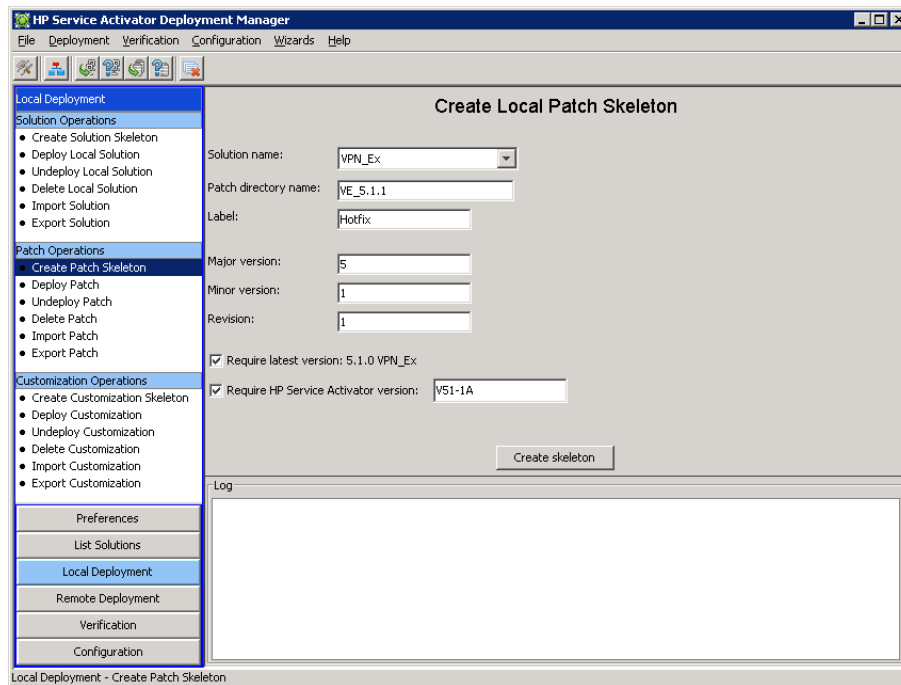 HP Service Activator Deployment Manager
File Deployment Verification Configuration Wizards Help
Local Deployment
Solution Operations
Create Solution Skeleton
Deploy Local Solution
Undeploy Local Solution
Delete Local Solution
Import Solution
Export Solution
Patch Operations
Create Patch Skeleton
Deploy Patch
Undeploy Patch
Delete Patch
Import Patch
Export Patch
Customization Operations
Create Customization Skeleton
Deploy Customization
Undeploy Customization
Delete Customization
Import Customization
Export Customization
Preferences
List Solutions
Local Deployment
Remote Deployment
Verification
Configuration
Create Local Patch Skeleton
Solution name: VPN_Ex
Patch directory name: VE_5.1.1
Label: Hotfix
Major version: 5
Minor version: 1
Revision: 1
Require latest version: 5.1.0 VPN_Ex
Require HP Service Activator version: V51-1A
Create skeleton
Log
Local Deployment - Create Patch Skeleton